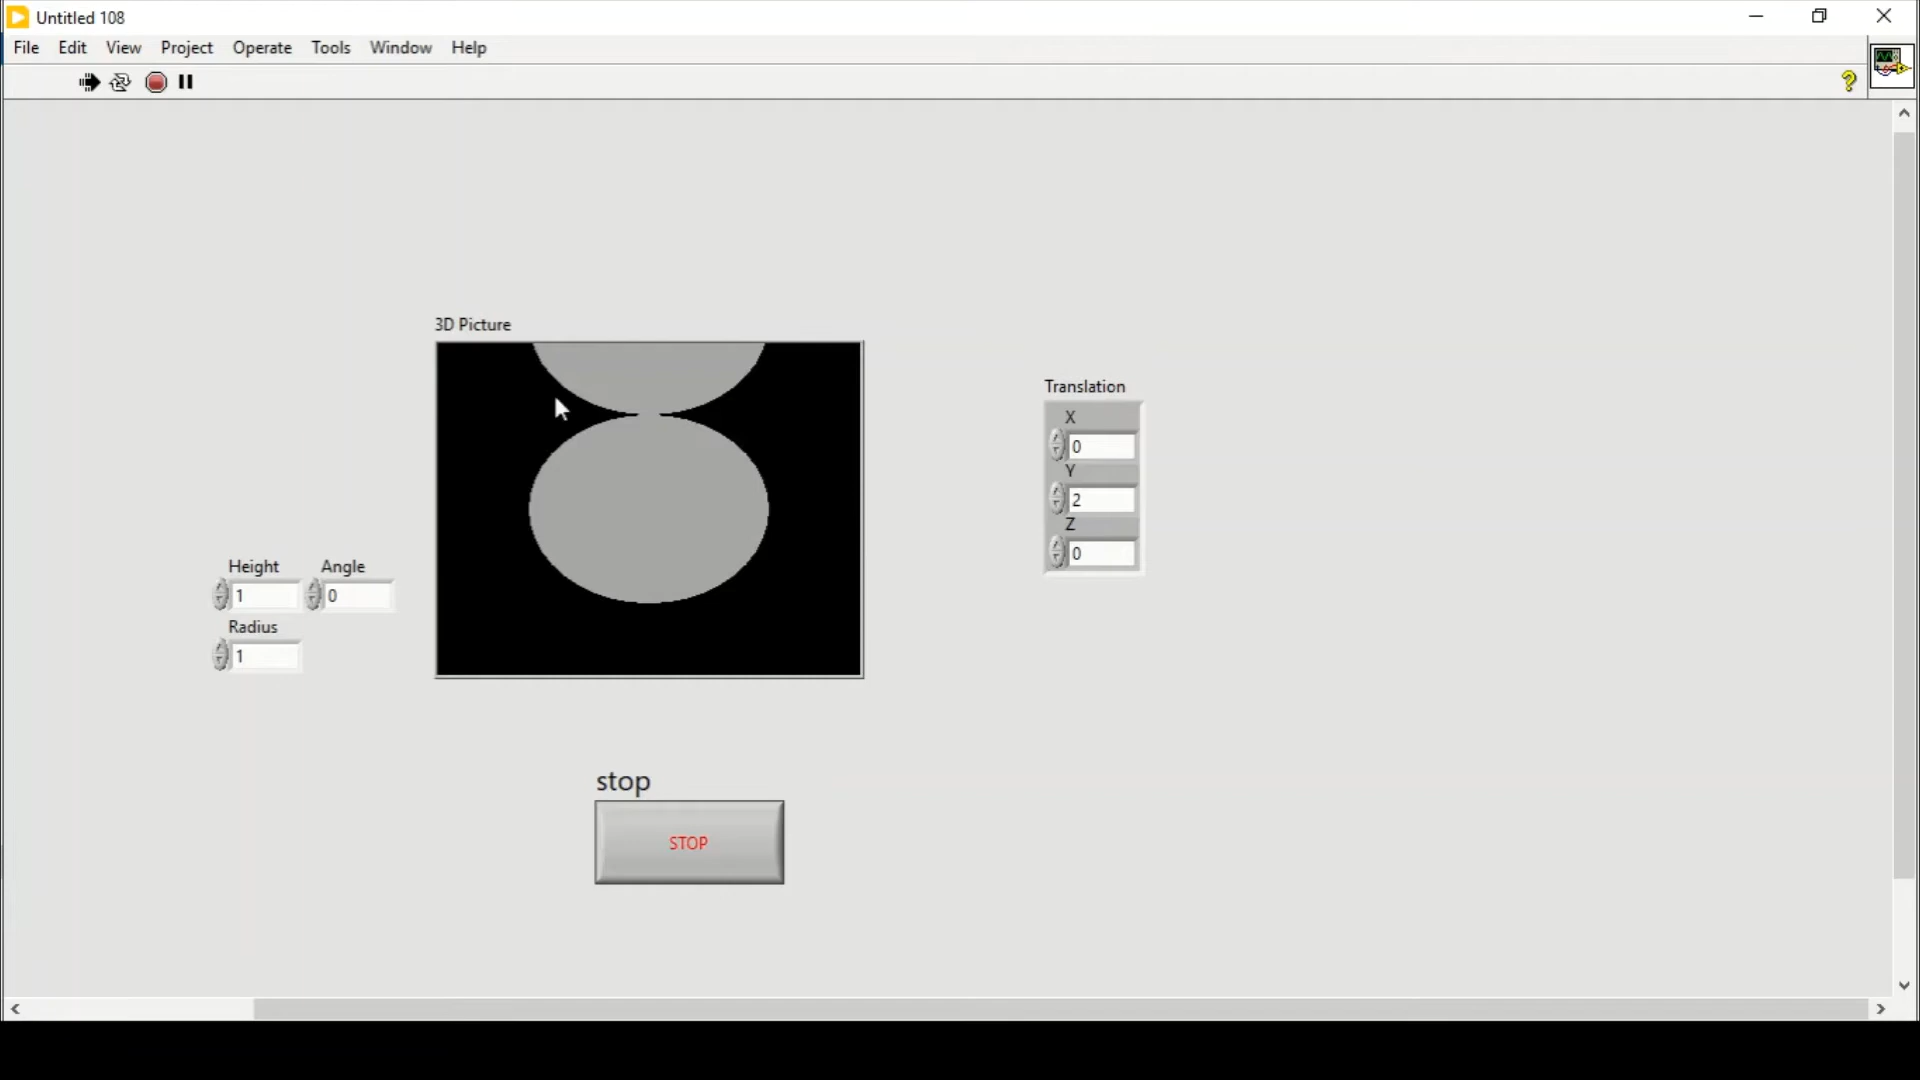 Untitled 108
File Edit View Project Operate Tools Window Help
?
3D Picture
Translation
X
0
Y
2
Z
0
Height Angle
1 0
Radius
1
stop
STOP